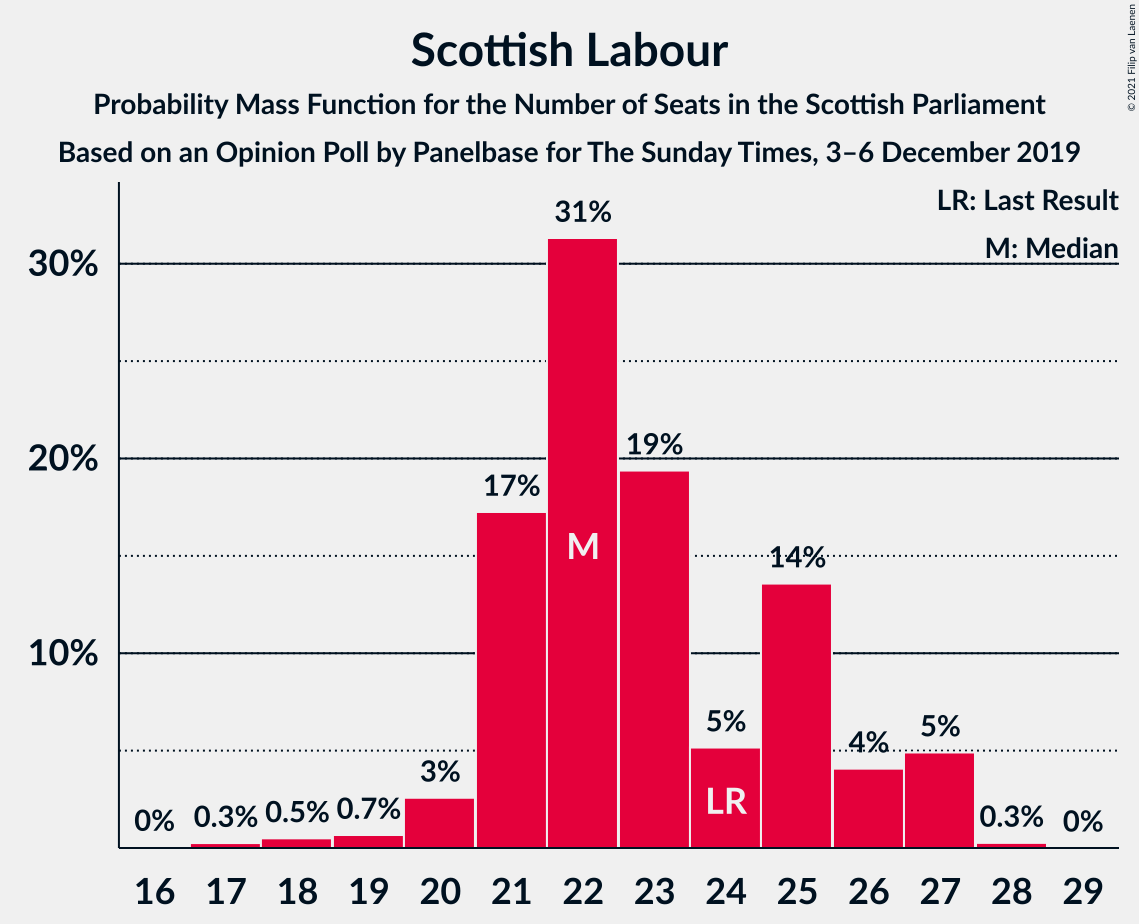 Scottish Labour
Probability Mass Function for the Number of Seats in the Scottish Parliament
Based on an Opinion Poll by Panelbase for The Sunday Times, 3–6 December 2019
© 2021 Filip van Laenen
LR: Last Result
M: Median
30%
20%
10%
0%
0.3%
0.5%
0.7%
3%
17%
31%
19%
5%
14%
4%
5%
0.3%
0%
M
LR
16 17 18 19 20 21 22 23 24 25 26 27 28 29